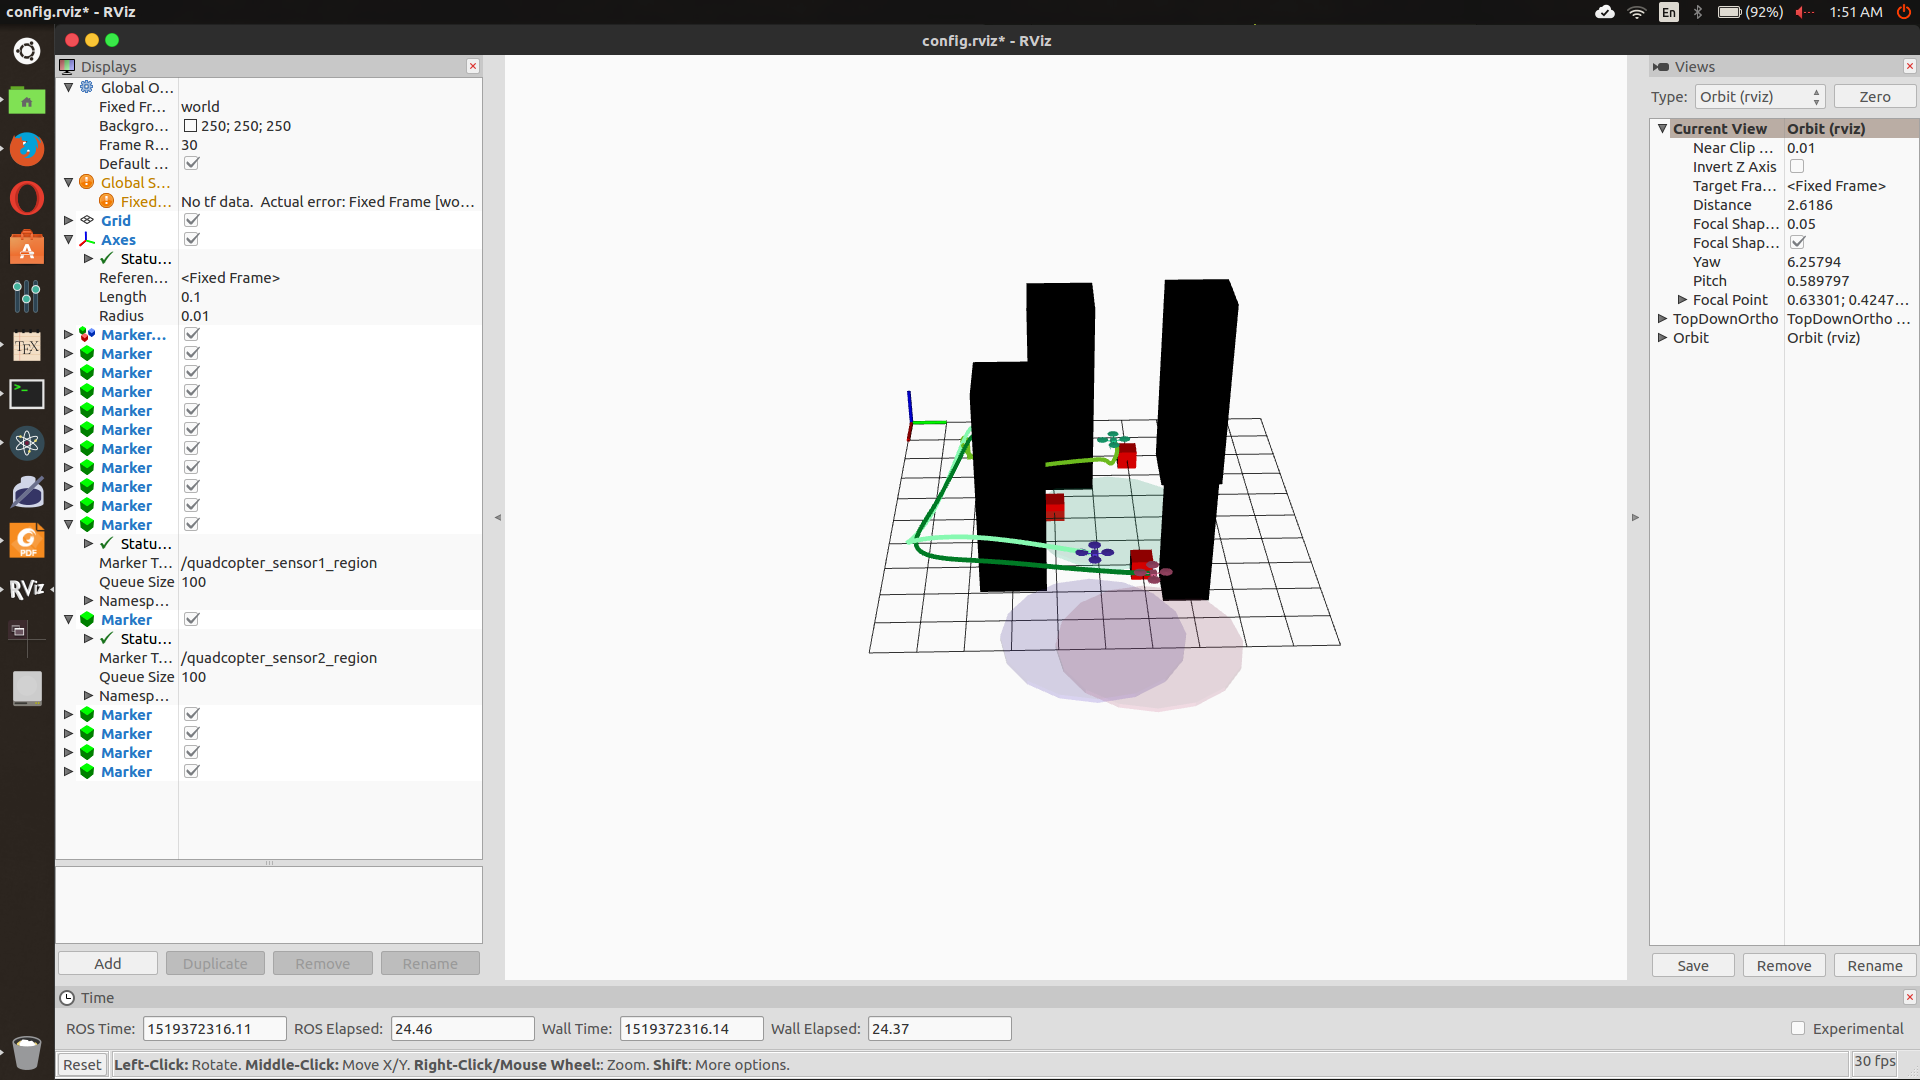 config.rviz* - RViz
En
(92%)
1:51 AM
config.rviz* - RViz
Displays
Global O...
Fixed Fr... world
Backgro... 250; 250; 250
Frame R... 30
Default ...
Global S...
Fixed... No tf data.  Actual error: Fixed Frame [wo...
Grid
Axes
Statu...
Referen... <Fixed Frame>
Length 0.1
Radius 0.01
Marker...
Marker
Marker
Marker
Marker
Marker
Marker
Marker
Marker
Marker
Marker
Statu...
Marker T... /quadcopter_sensor1_region
Queue Size 100
Namesp...
Marker
Statu...
Marker T... /quadcopter_sensor2_region
Queue Size 100
Namesp...
Marker
Marker
Marker
Marker
Add
Duplicate
Remove
Rename
Views
Type: Orbit (rviz) Zero
Current View Orbit (rviz)
Near Clip ... 0.01
Invert Z Axis
Target Fra... <Fixed Frame>
Distance 2.6186
Focal Shap... 0.05
Focal Shap...
Yaw 6.25794
Pitch 0.589797
Focal Point 0.63301; 0.4247...
TopDownOrtho TopDownOrtho ...
Orbit Orbit (rviz)
Save
Remove
Rename
Time
ROS Time: 1519372316.11 ROS Elapsed: 24.46 Wall Time: 1519372316.14 Wall Elapsed: 24.37 Experimental
Reset Left-Click: Rotate. Middle-Click: Move X/Y. Right-Click/Mouse Wheel:: Zoom. Shift: More options. 30 fps
TEX
>_
PDF
RViz